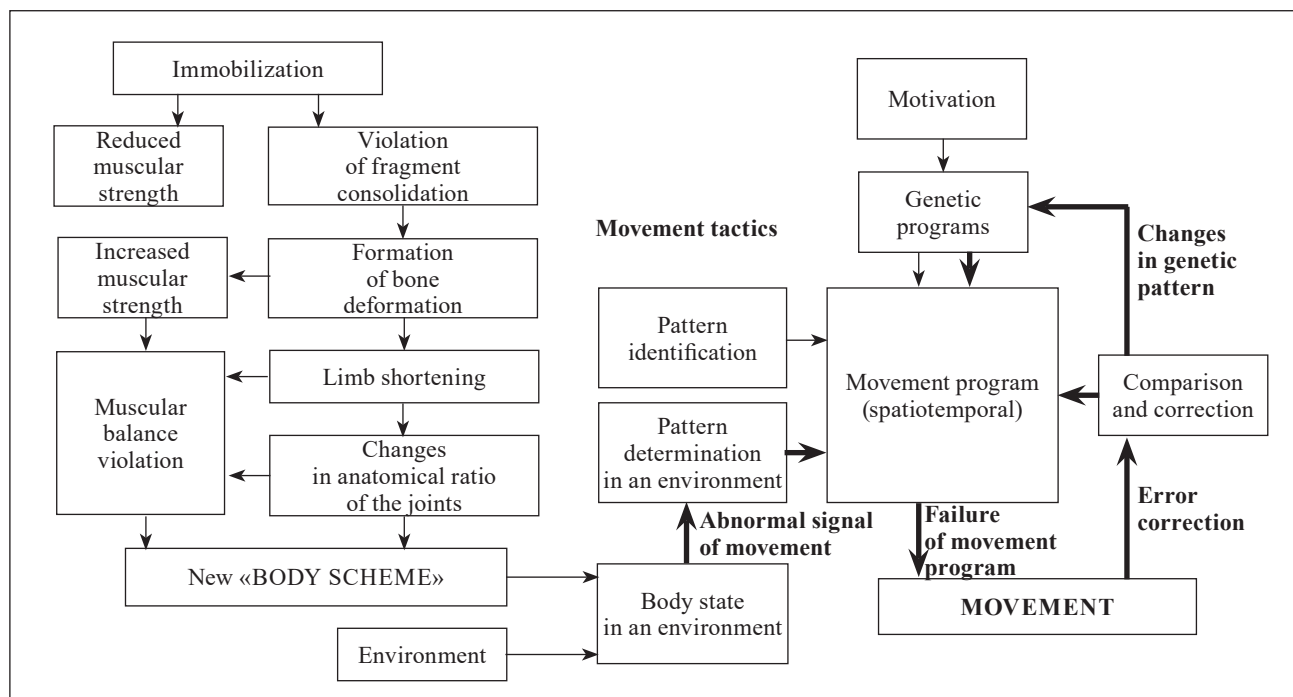 Immobilization
Reduced
muscular
strength
Violation
of fragment
consolidation
Increased
muscular
strength
Formation
of bone
deformation
Muscular
balance
violation
Limb shortening
Changes
in anatomical ratio
of the joints
New «BODY SCHEME»
Environment
Movement tactics
Pattern
identification
Pattern
determination
in an environment
Abnormal signal
of movement
Body state
in an environment
Motivation
Genetic
programs
Movement program
(spatiotemporal)
Failure
of movement
program
MOVEMENT
Changes
in genetic
pattern
Comparison
and correction
Error
correction